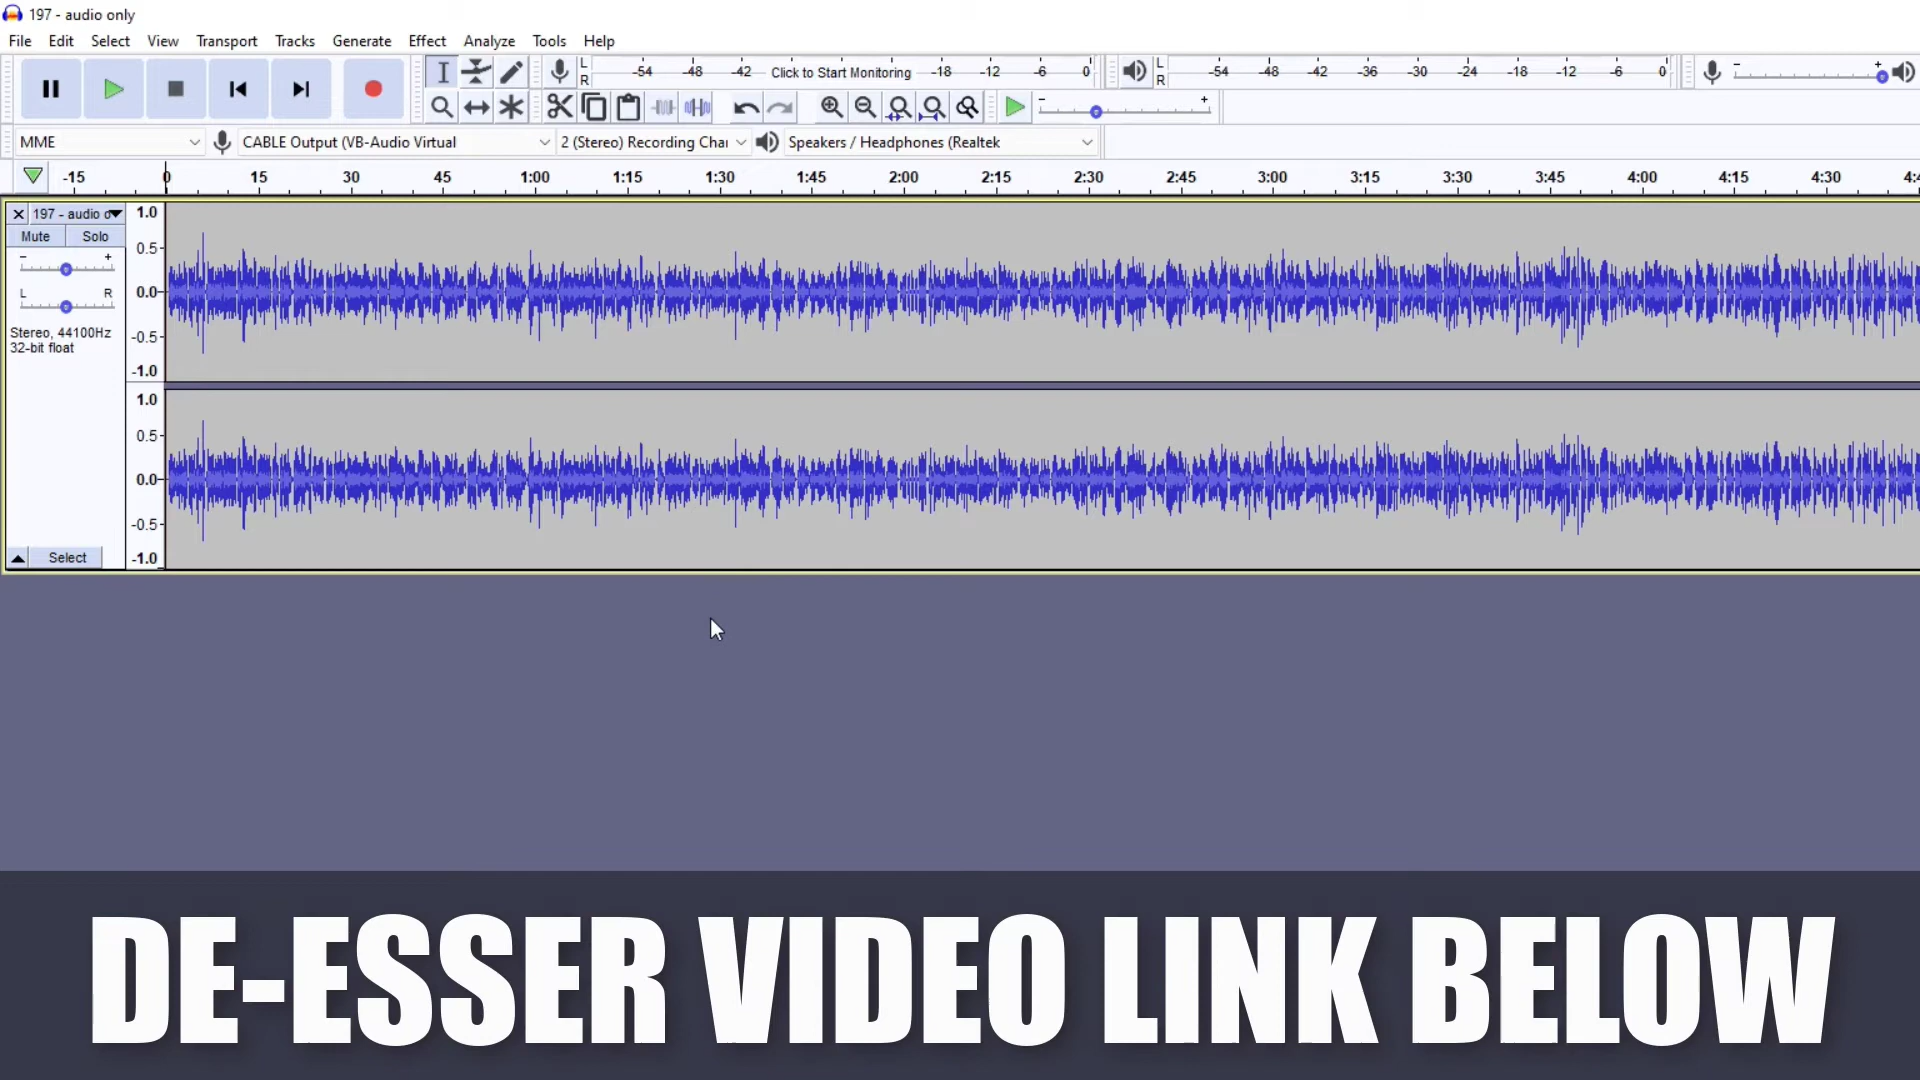 197 - audio only
File Edit Select View Transport Tracks Generate Effect Analyze Tools Help
L R -54 -48 -42 Click to Start Monitoring -18 -12 -6 0 L R -54 -48 -42 -36 -30 -24 -18 -12 -6 0 - +
- +
MME CABLE Output (VB-Audio Virtual 2 (Stereo) Recording Chai Speakers / Headphones (Realtek
-15 0 15 30 45 1:00 1:15 1:30 1:45 2:00 2:15 2:30 2:45 3:00 3:15 3:30 3:45 4:00 4:15 4:30 4:4
197 - audio o
Mute Solo
- +
L R
Stereo, 44100Hz
32-bit float
Select
1.0
0.5
0.0
-0.5
-1.0
1.0
0.5
0.0
-0.5
-1.0
DE-ESSER VIDEO LINK BELOW